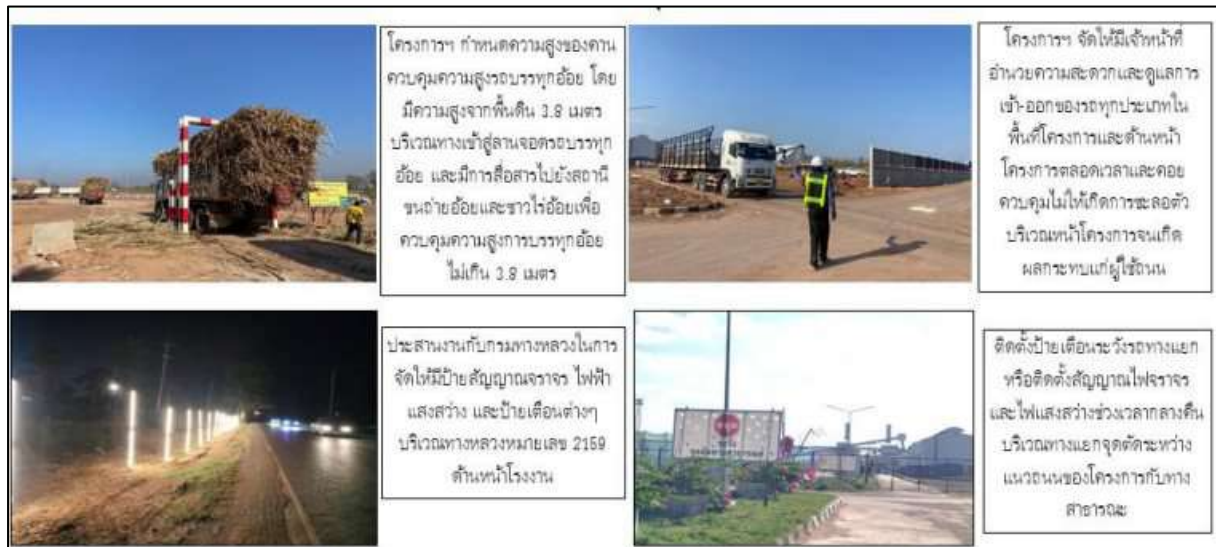 โครงการฯ กำหนดความสูงของคาน
ควบคุมความสูงรถบรรทุกอ้อย โดย
มีความสูงจากพื้นดิน 3.8 เมตร
บริเวณทางเข้าสู่ลานจอดรถบรรทุก
อ้อย และมีการสื่อสารไปยังสถานี
ขนถ่ายอ้อยและชาวไร่อ้อยเพื่อ
ควบคุมความสูงการบรรทุกอ้อย
ไม่เกิน 3.8 เมตร
โครงการฯ จัดให้มีเจ้าหน้าที่
อำนวยความสะดวกและดูแลการ
เข้า-ออกของรถทุกประเภทใน
พื้นที่โครงการและด้านหน้า
โครงการตลอดเวลาและคอย
ควบคุมไม่ให้เกิดการชะลอตัว
บริเวณหน้าโครงการจนเกิด
ผลกระทบแก่ผู้ใช้ถนน
ประสานงานกับกรมทางหลวงในการ
จัดให้มีป้ายสัญญาณจราจร ไฟฟ้า
แสงสว่าง และป้ายเตือนต่างๆ
บริเวณทางหลวงหมายเลข 2159
ด้านหน้าโรงงาน
ติดตั้งป้ายเตือนระวังรถทางแยก
หรือติดตั้งสัญญาณไฟจราจร
และไฟแสงสว่างช่วงเวลากลางคืน
บริเวณทางแยกจุดตัดระหว่าง
แนวถนนของโครงการกับทาง
สาธารณะ